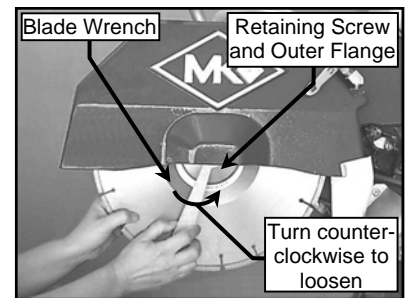 Blade Wrench
Retaining Screw
and Outer Flange
MK
Turn counter-
clockwise to
loosen